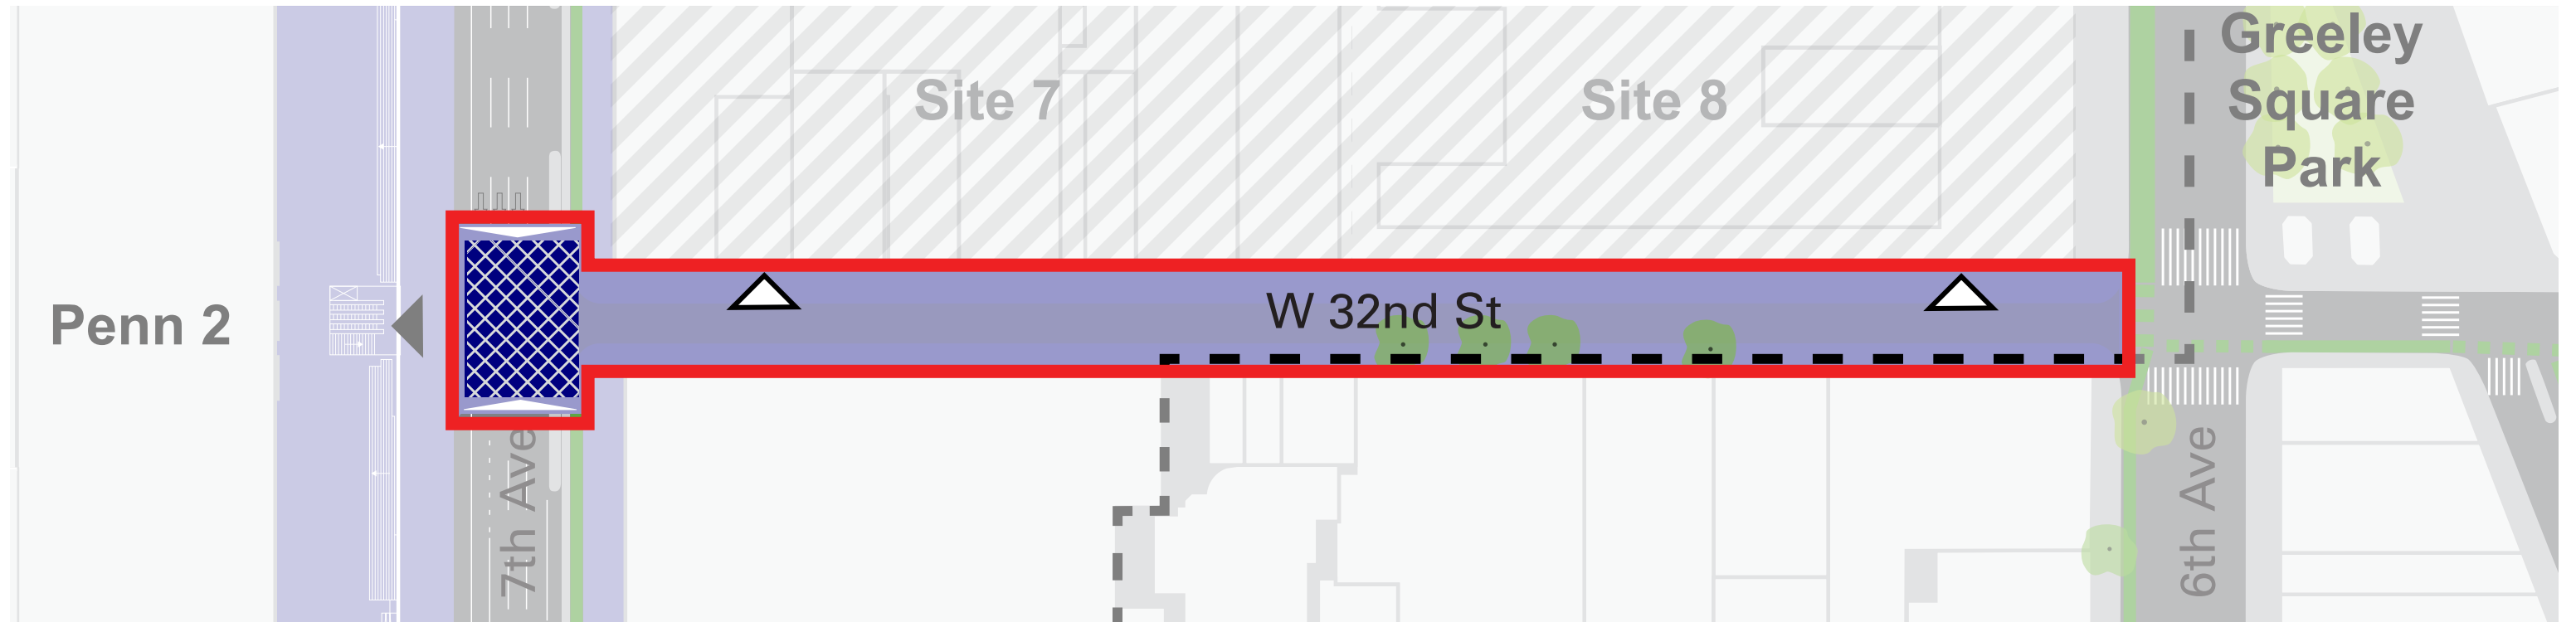 Greeley
Square
Park
Site 7
Site 8
Penn 2
W 32nd St
7th Ave
6th Ave